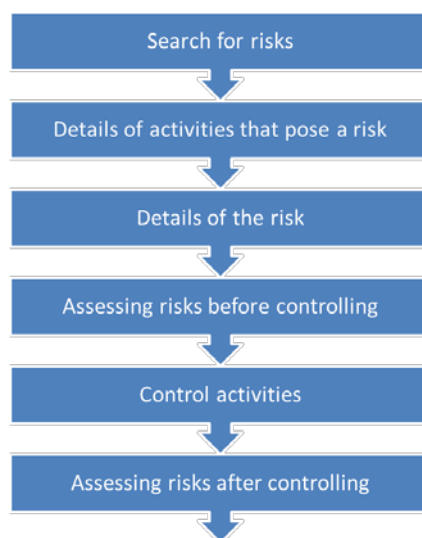 Search for risks
Details of activities that pose a risk
Details of the risk
Assessing risks before controlling
Control activities
Assessing risks after controlling